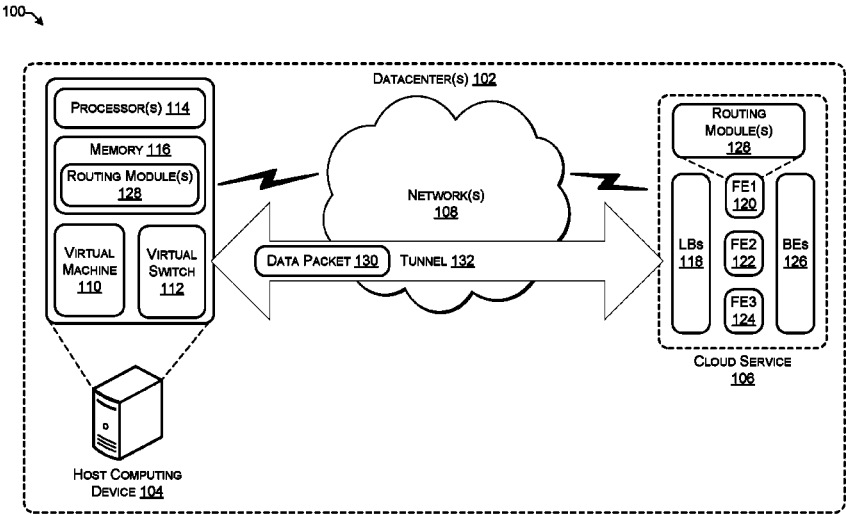 100
DATACENTER(S) 102
PROCESSOR(S) 114
MEMORY 116
ROUTING MODULE(S)
128
VIRTUAL
MACHINE
110
VIRTUAL
SWITCH
112
HOST COMPUTING
DEVICE 104
NETWORK(S)
108
DATA PACKET 130
TUNNEL 132
ROUTING
MODULE(S)
128
LBs
118
FE1
120
FE2
122
FE3
124
BEs
126
CLOUD SERVICE
106